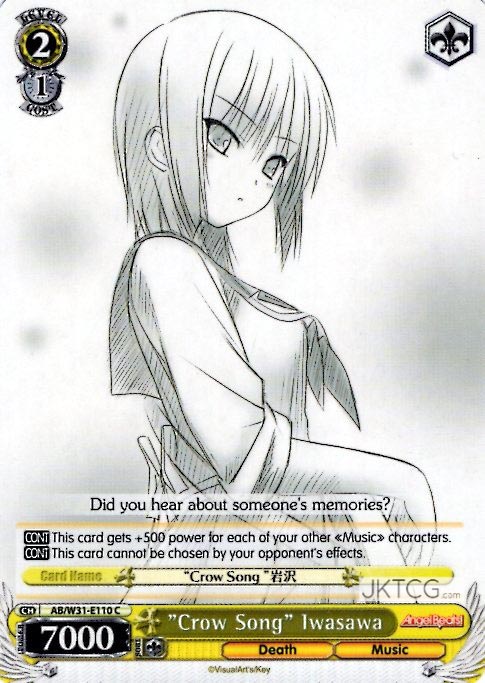 LEVEL
2
1
COST
Did you hear about someone's memories?
CONT This card gets +500 power for each of your other «Music» characters.
CONT This card cannot be chosen by your opponent's effects.
Card Name "Crow Song "岩沢
JKTCG.com
CH AB/W31-E110 C
POWER 7000 SOUL "Crow Song" Iwasawa Angel Beats!
Death Music
©VisualArt's/Key